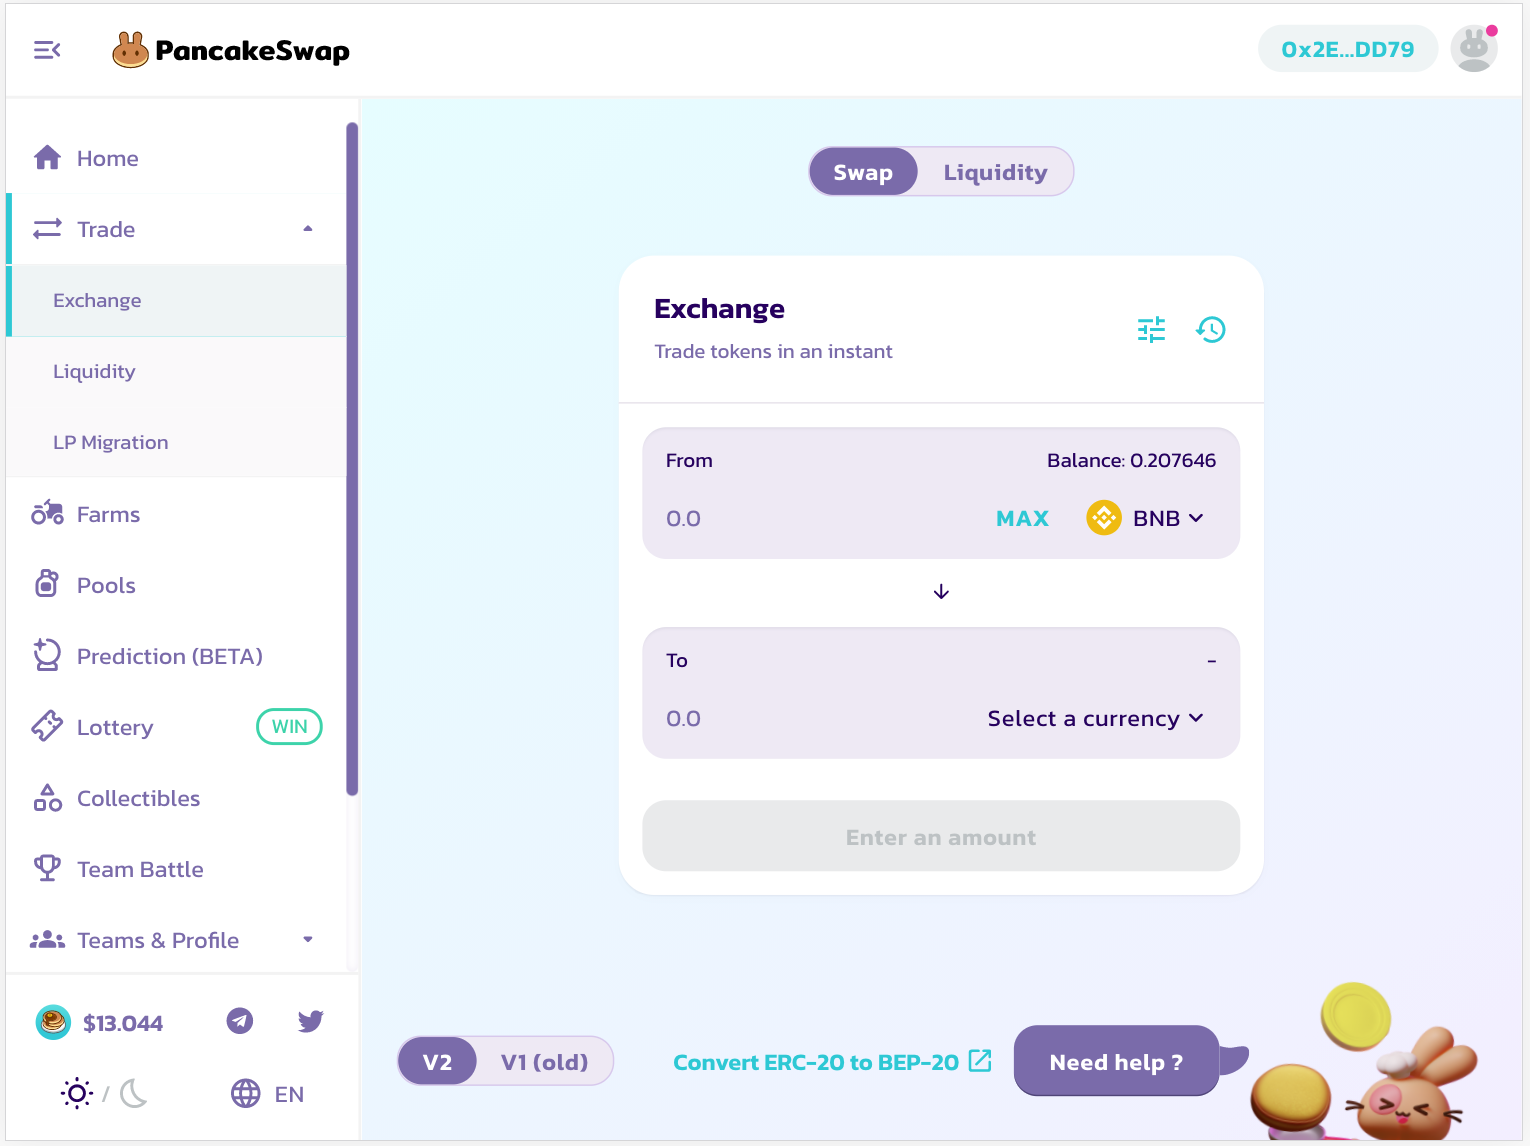 PancakeSwap
0x2E...DD79
Home
Trade
Exchange
Liquidity
LP Migration
Farms
Pools
Prediction (BETA)
Lottery
WIN
Collectibles
Team Battle
Teams & Profile
$13.044
/
EN
Swap
Liquidity
Exchange
Trade tokens in an instant
From
Balance: 0.207646
0.0
MAX
BNB
To
-
0.0
Select a currency
Enter an amount
V2
V1 (old)
Convert ERC-20 to BEP-20
Need help ?